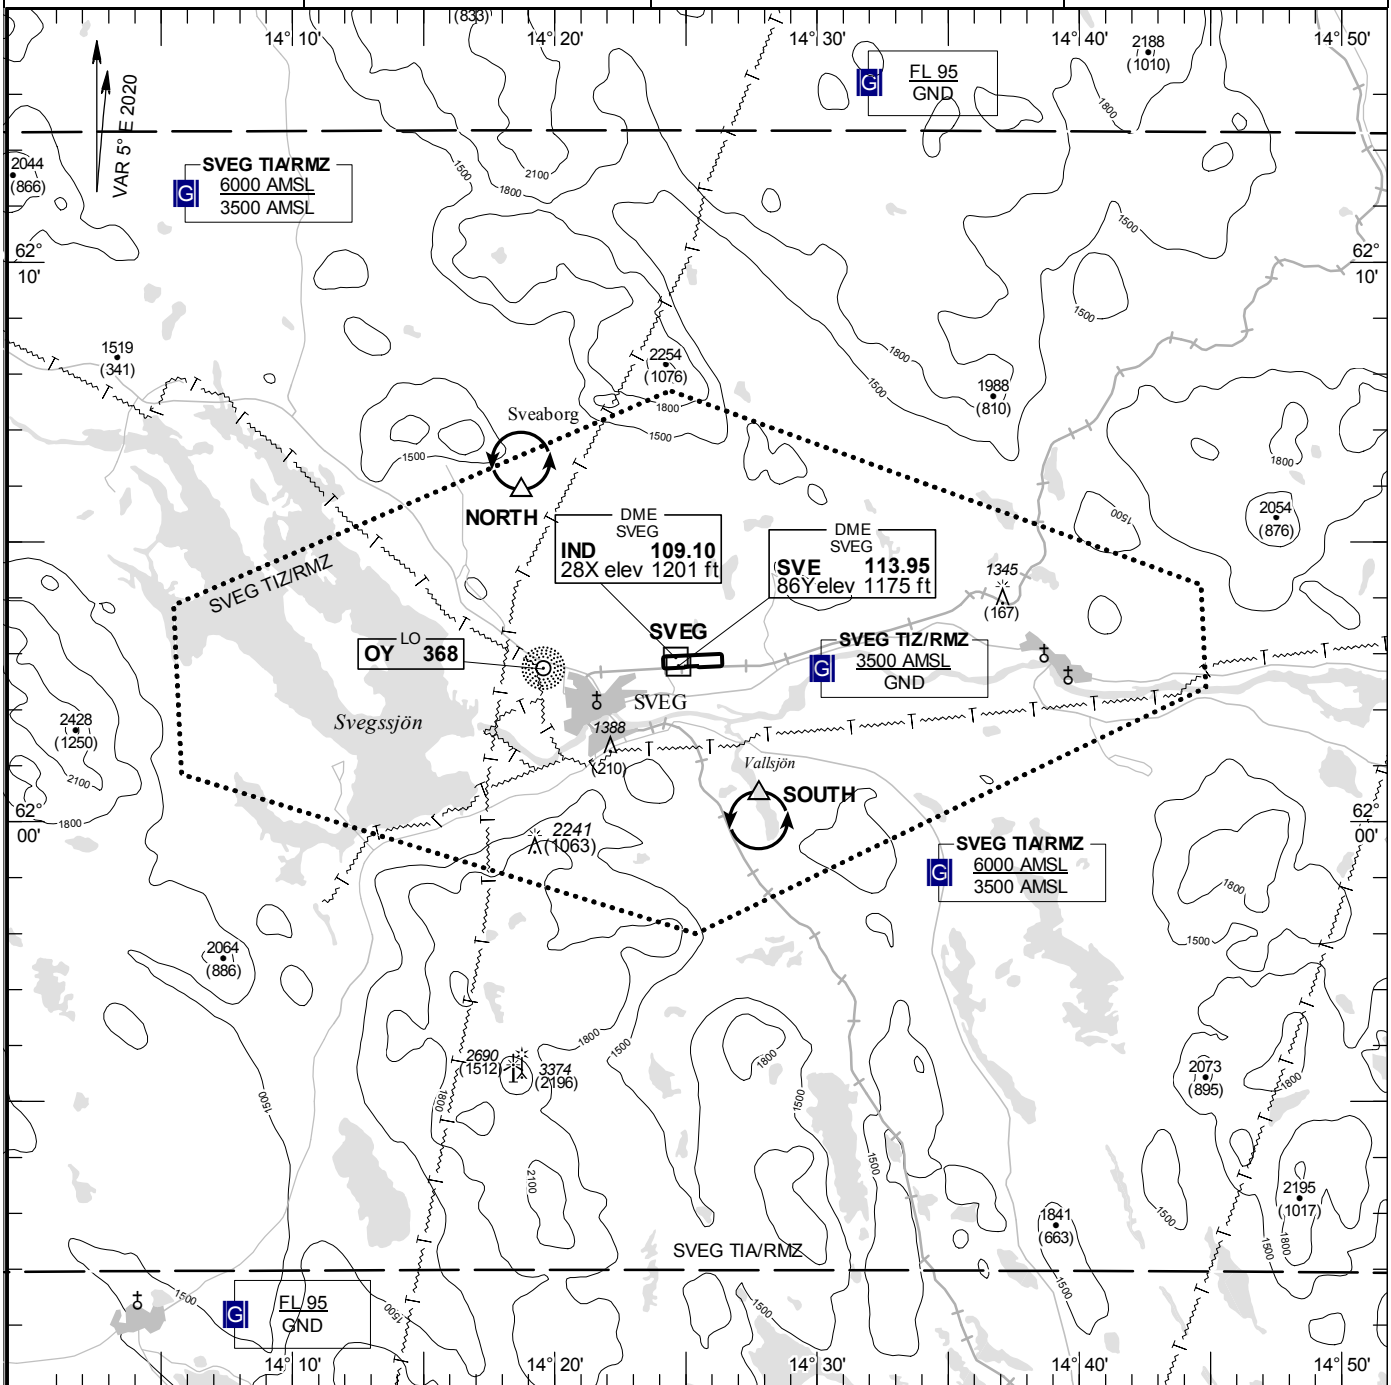 (833)
14° 10'
14° 20'
14° 30'
14° 40'
14° 50'
2188
(1010)
G
FL 95
GND
1800
VAR 5° E 2020
2044
(866)
SVEG TIA/RMZ
G
6000 AMSL
3500 AMSL
1500
2100
1800
1500
62°
10'
62°
10'
1500
1519
(341)
2254
(1076)
1800
1500
1800
1500
1988
(810)
Sveaborg
1500
1800
2054
(876)
1500
NORTH
DME
SVEG
IND 109.10
28X elev 1201 ft
DME
SVEG
SVE 113.95
86Y elev 1175 ft
1345
(167)
SVEG TIZ/RMZ
LO
OY 368
SVEG
SVEG TIZ/RMZ
G
3500 AMSL
GND
SVEG
Svegssjön
2428
(1250)
2100
1800
1388
(210)
Vallsjön
SOUTH
62°
00'
62°
00'
2241
(1063)
SVEG TIA/RMZ
G
6000 AMSL
3500 AMSL
1800
1500
2064
(886)
1800
1500
1800
2690
(1512)
3374
(2196)
2073
(895)
1800
1500
1800
1500
1500
2100
2195
(1017)
1841
(663)
1500
1500
1800
SVEG TIA/RMZ
1500
G
FL 95
GND
1500
1500
14° 10'
14° 20'
14° 30'
14° 40'
14° 50'